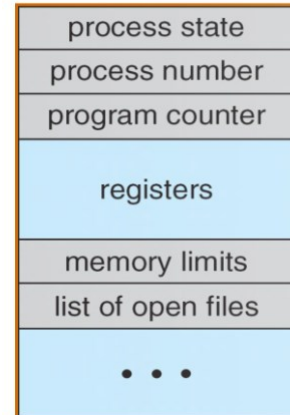 process state
process number
program counter
registers
memory limits
list of open files
• • •